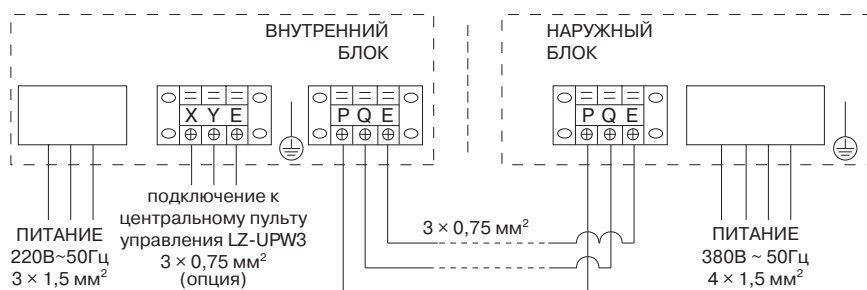 ВНУТРЕННИЙ
БЛОК
НАРУЖНЫЙ
БЛОК
X Y E
P Q E
P Q E
ПИТАНИЕ
220В~50Гц
3 × 1,5 мм²
подключение к
центральному пульту
управления LZ-UPW3
3 × 0,75 мм²
(опция)
3 × 0,75 мм²
ПИТАНИЕ
380В ~ 50Гц
4 × 1,5 мм²